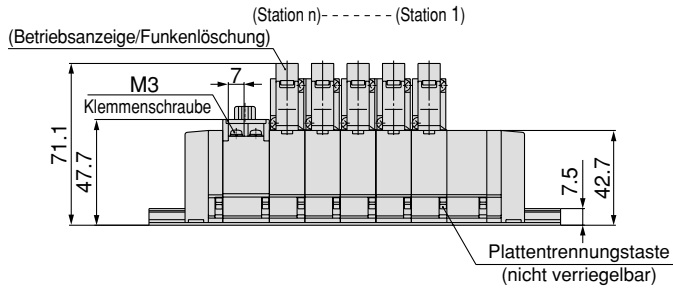 (Station n)------(Station 1)
(Betriebsanzeige/Funkenlöschung)
7
M3
Klemmenschraube
71.1
47.7
7.5
42.7
Plattentrennungstaste
(nicht verriegelbar)